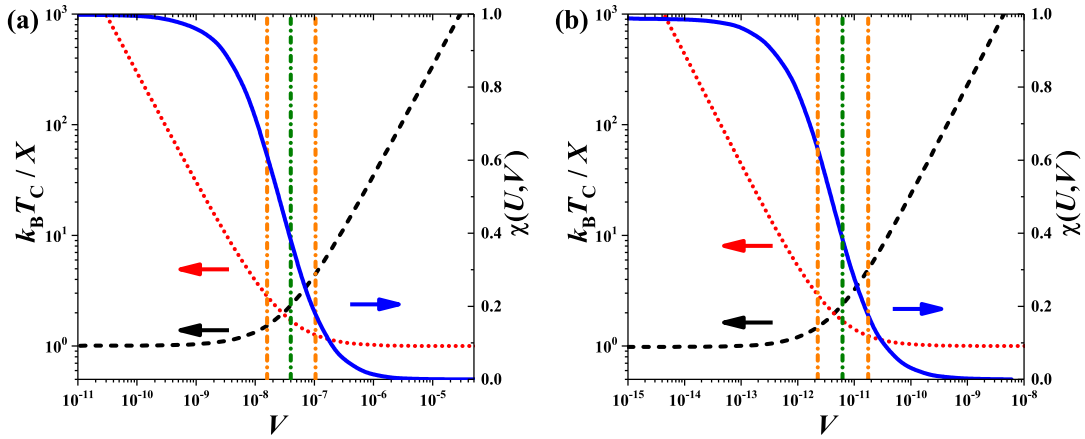 (a)
k_B T_C / X
10³
10²
10¹
10⁰
1.0
0.8
0.6
0.4
0.2
0.0
χ(U,V)
10⁻¹¹ 10⁻¹⁰ 10⁻⁹ 10⁻⁸ 10⁻⁷ 10⁻⁶ 10⁻⁵
V
(b)
k_B T_C / X
10³
10²
10¹
10⁰
1.0
0.8
0.6
0.4
0.2
0.0
χ(U,V)
10⁻¹⁵ 10⁻¹⁴ 10⁻¹³ 10⁻¹² 10⁻¹¹ 10⁻¹⁰ 10⁻⁹ 10⁻⁸
V